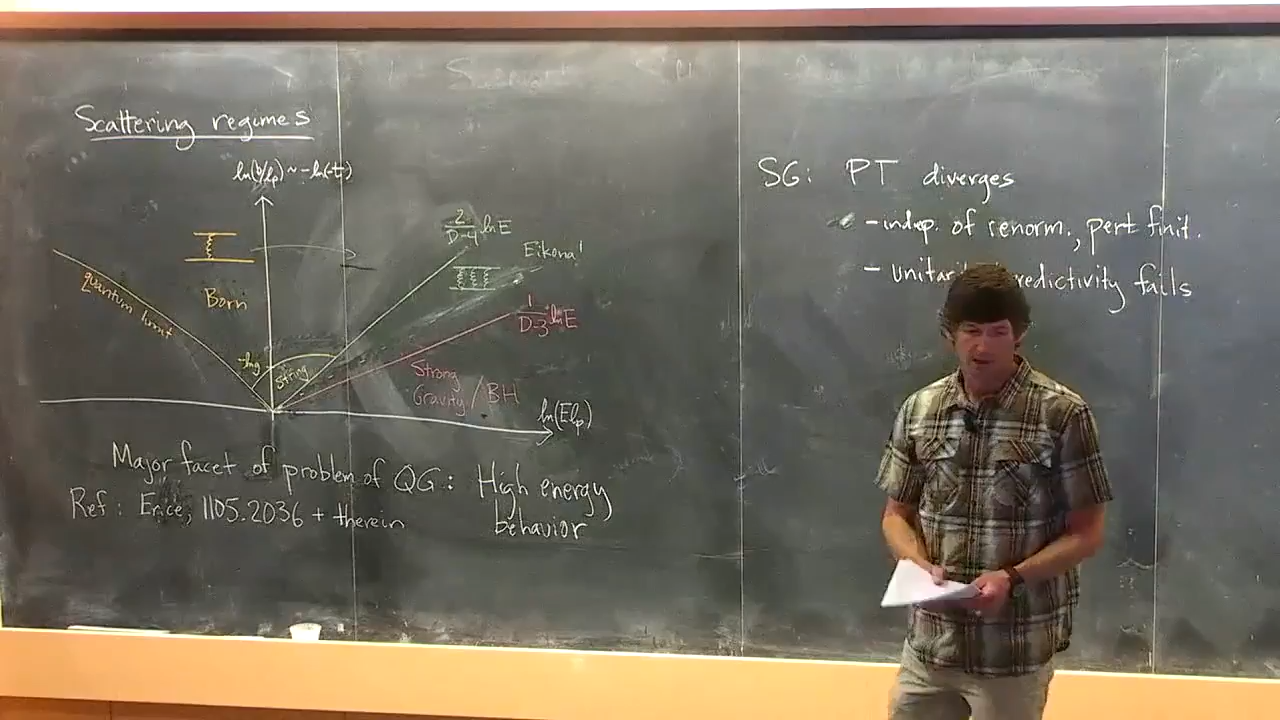 Scattering regimes
ln(b/lp) ~ -ln(-t)
2/(D-4) ln E
Eikonal
Born
quantum limit
1/(D-3) ln E
-ln g
string
Strong
Gravity / BH
ln(Elp)
Major facet of problem of QG: High energy
behavior
Ref: Erice, 1105.2036 + therein
SG: PT diverges
- indep. of renorm., pert finit.
- fails